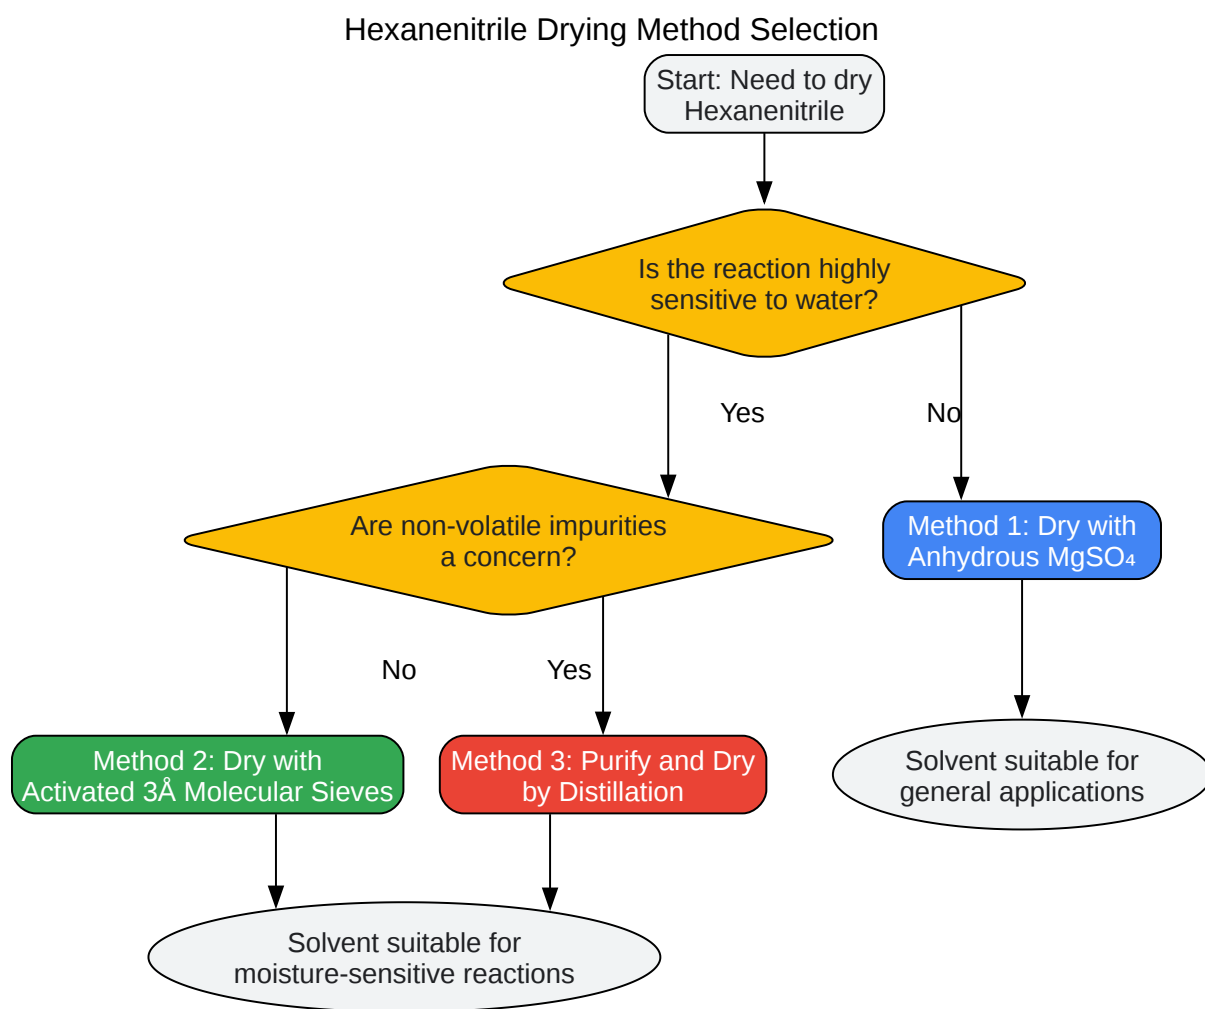 Hexanenitrile Drying Method Selection
Start: Need to dry
Hexanenitrile
Is the reaction highly
sensitive to water?
Yes
No
Are non-volatile impurities
a concern?
Method 1: Dry with
Anhydrous MgSO₄
No
Yes
Method 2: Dry with
Activated 3Å Molecular Sieves
Method 3: Purify and Dry
by Distillation
Solvent suitable for
general applications
Solvent suitable for
moisture-sensitive reactions